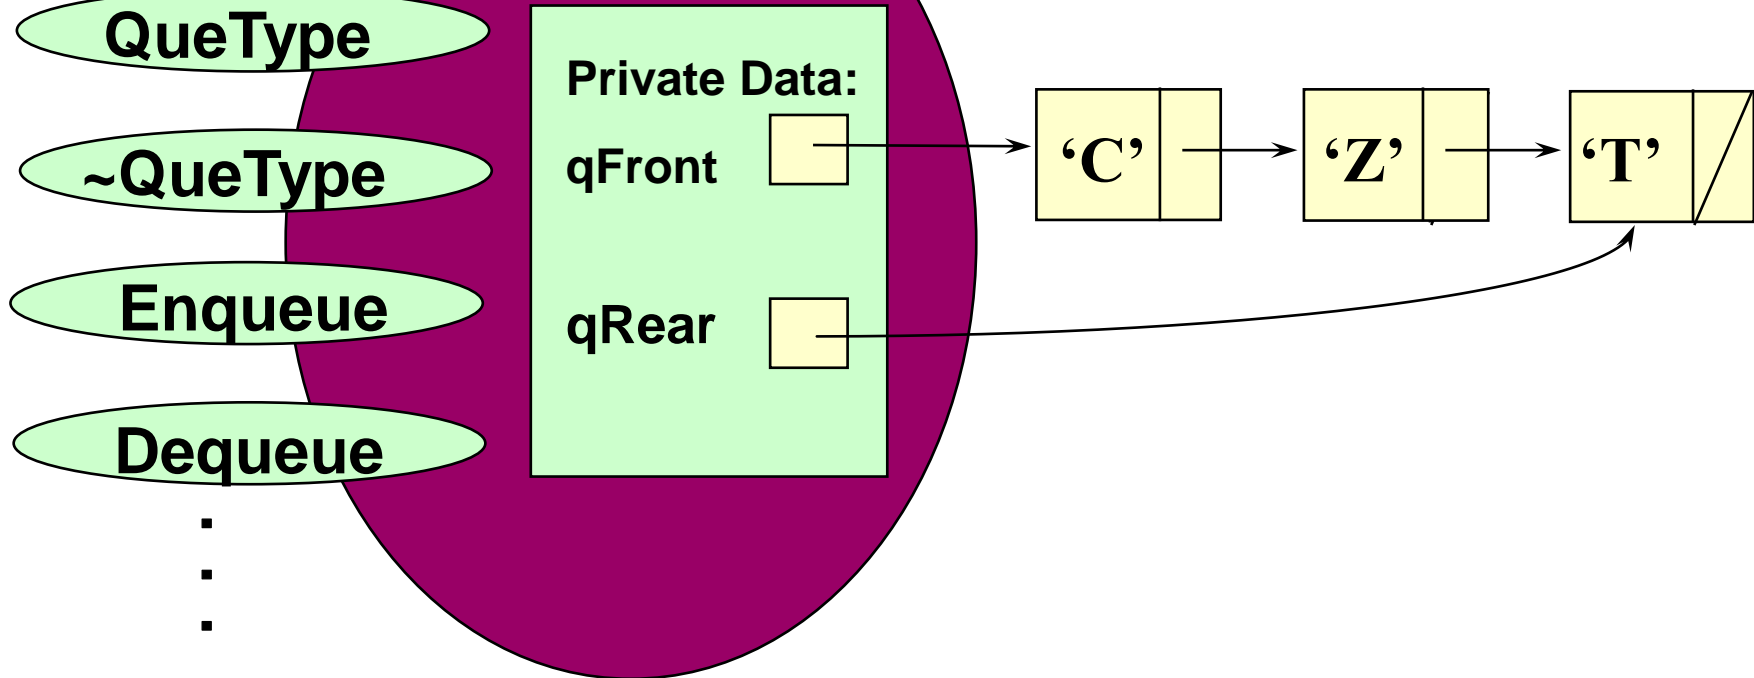 QueType
~QueType
Enqueue
Dequeue
.
.
.
Private Data:
qFront
qRear
‘C’
‘Z’
‘T’